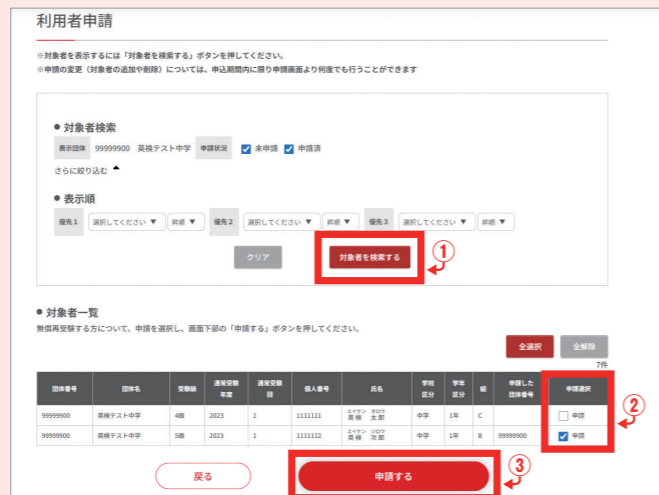 利用者申請
※対象者を表示するには「対象者を検索する」ボタンを押してください。
※申請の変更（対象者の追加や削除）については、申込期間内に限り申請画面より何度でも行うことができます
● 対象者検索
表示団体 99999900 英検テスト中学 申請状況 未申請 申請済
さらに絞り込む
● 表示順
優先1 選択してください ▼ 昇順 ▼ 優先2 選択してください ▼ 昇順 ▼ 優先3 選択してください ▼ 昇順 ▼
クリア 対象者を検索する ①
● 対象者一覧
無償再受験する方について、申請を選択し、画面下部の「申請する」ボタンを押してください。
全選択 全解除
7件
団体番号 団体名 受験級 通常受験年度 通常受験回 個人番号 氏名 学校区分 学年区分 組 申請した団体番号 申請選択
99999900 英検テスト中学 4級 2023 1 1111111 エイケン タロウ 英検 太郎 中学 1年 C 申請
99999900 英検テスト中学 5級 2023 1 1111112 エイケン ジロウ 英検 次郎 中学 1年 B 99999900 申請
②
戻る 申請する ③